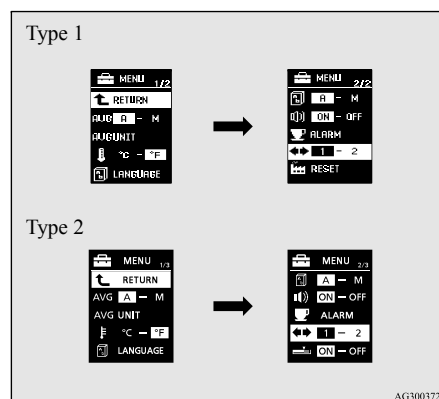 Type 1
MENU 1/2
RETURN
AVG A - M
AVG UNIT
°C - °F
LANGUAGE
MENU 2/2
A - M
ON - OFF
ALARM
1 - 2
RESET
Type 2
MENU 1/3
RETURN
AVG A — M
AVG UNIT
°C — °F
LANGUAGE
MENU 2/3
A — M
ON — OFF
ALARM
1 — 2
ON — OFF
AG300372